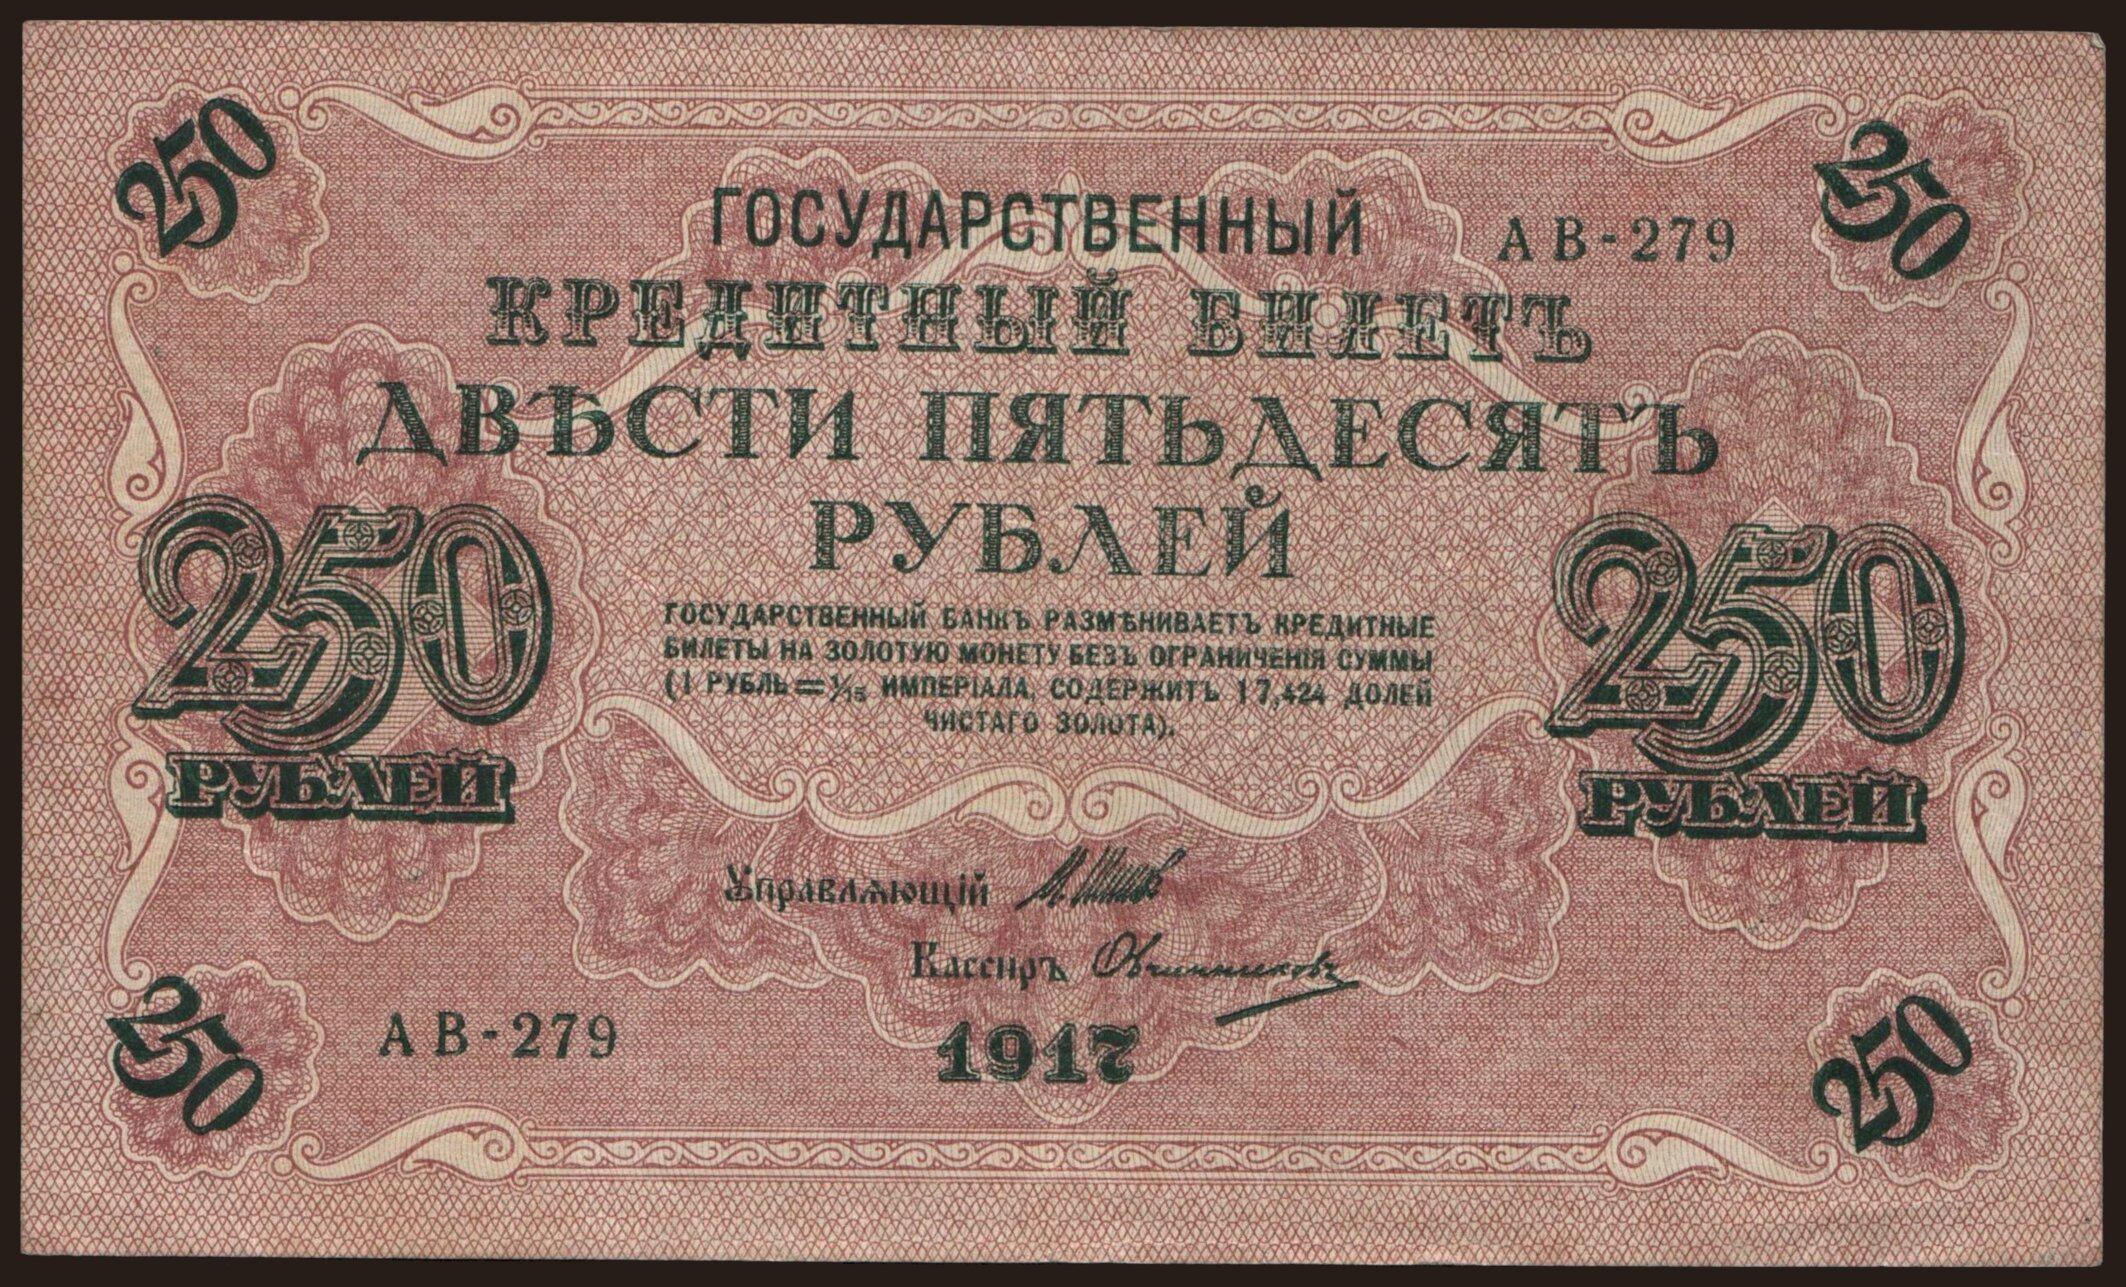 250
250
ГОСУДАРСТВЕННЫЙ
АВ-279
КРЕДИТНЫЙ БИЛЕТЪ
ДВѢСТИ ПЯТЬДЕСЯТЪ
РУБЛЕЙ
250
РУБЛЕЙ
250
РУБЛЕЙ
ГОСУДАРСТВЕННЫЙ БАНКЪ РАЗМѢНИВАЕТЪ КРЕДИТНЫЕ
БИЛЕТЫ НА ЗОЛОТУЮ МОНЕТУ БЕЗЪ ОГРАНИЧЕНІЯ СУММЫ
(1 РУБЛЬ=1/15 ИМПЕРІАЛА, СОДЕРЖИТЪ 17,424 ДОЛЕЙ
ЧИСТАГО ЗОЛОТА).
Управляющій И. Шипов
Кассиръ Овчинниковъ
АВ-279
1917
250
250